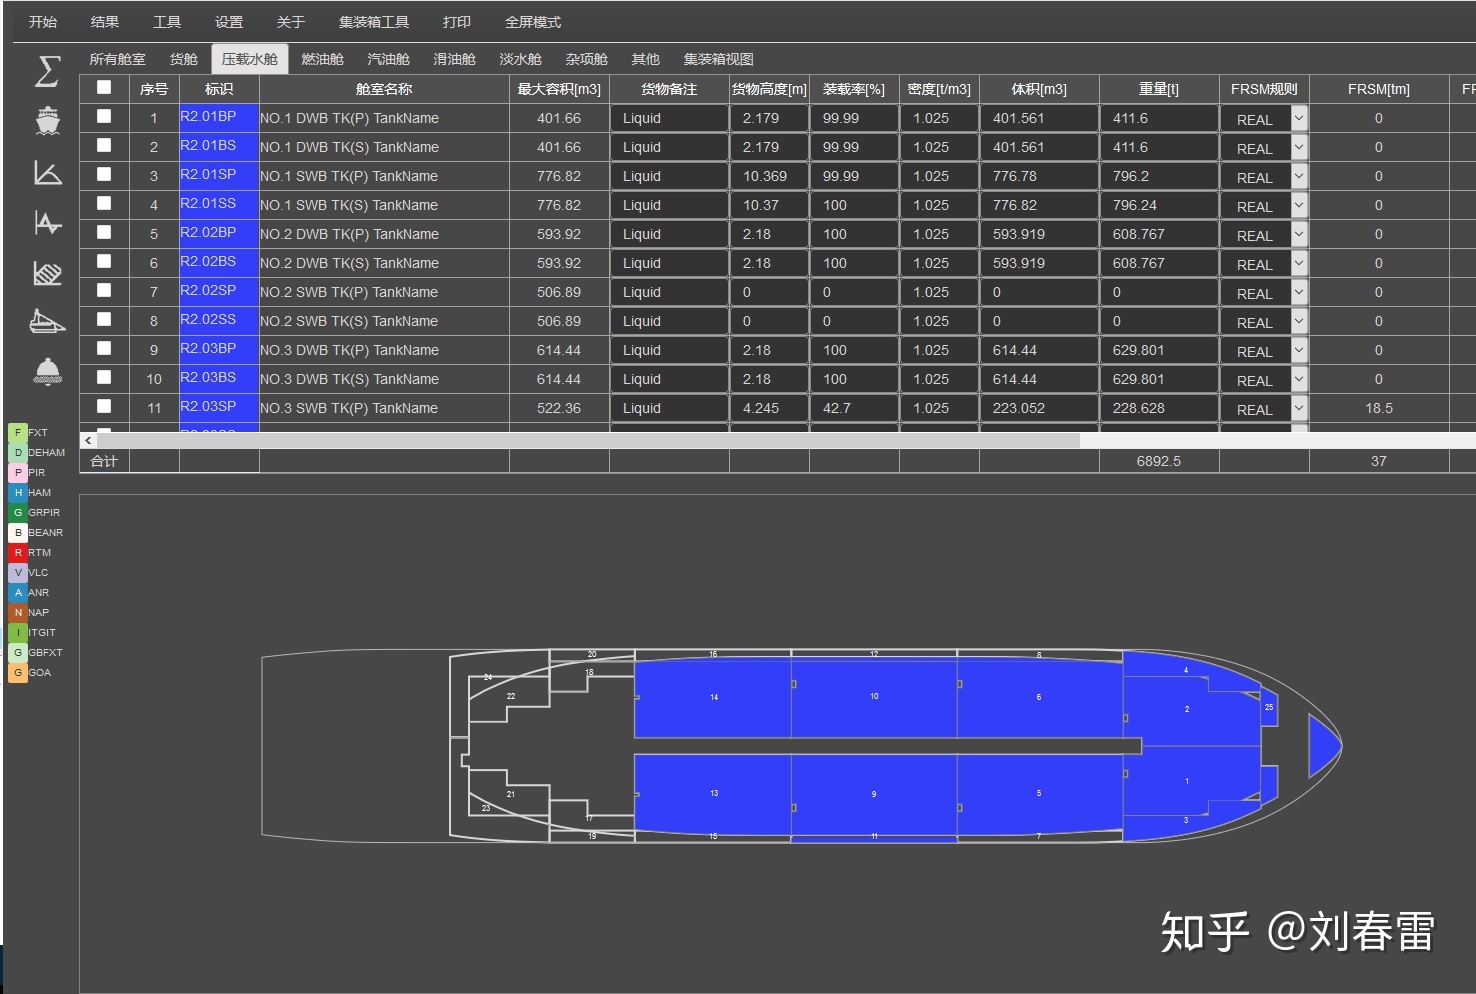 开始 结果 工具 设置 关于 集装箱工具 打印 全屏模式
所有舱室 货舱 压载水舱 燃油舱 汽油舱 滑油舱 淡水舱 杂项舱 其他 集装箱视图
序号 标识 舱室名称 最大容积[m3] 货物备注 货物高度[m] 装载率[%] 密度[t/m3] 体积[m3] 重量[t] FRSM规则 FRSM[tm] FR
1 R2.01BP NO.1 DWB TK(P) TankName 401.66 Liquid 2.179 99.99 1.025 401.561 411.6 REAL 0
2 R2.01BS NO.1 DWB TK(S) TankName 401.66 Liquid 2.179 99.99 1.025 401.561 411.6 REAL 0
3 R2.01SP NO.1 SWB TK(P) TankName 776.82 Liquid 10.369 99.99 1.025 776.78 796.2 REAL 0
4 R2.01SS NO.1 SWB TK(S) TankName 776.82 Liquid 10.37 100 1.025 776.82 796.24 REAL 0
5 R2.02BP NO.2 DWB TK(P) TankName 593.92 Liquid 2.18 100 1.025 593.919 608.767 REAL 0
6 R2.02BS NO.2 DWB TK(S) TankName 593.92 Liquid 2.18 100 1.025 593.919 608.767 REAL 0
7 R2.02SP NO.2 SWB TK(P) TankName 506.89 Liquid 0 0 1.025 0 0 REAL 0
8 R2.02SS NO.2 SWB TK(S) TankName 506.89 Liquid 0 0 1.025 0 0 REAL 0
9 R2.03BP NO.3 DWB TK(P) TankName 614.44 Liquid 2.18 100 1.025 614.44 629.801 REAL 0
10 R2.03BS NO.3 DWB TK(S) TankName 614.44 Liquid 2.18 100 1.025 614.44 629.801 REAL 0
11 R2.03SP NO.3 SWB TK(P) TankName 522.36 Liquid 4.245 42.7 1.025 223.052 228.628 REAL 18.5
合计 6892.5 37
F FXT
D DEHAM
P PIR
H HAM
G GRPIR
B BEANR
R RTM
V VLC
A ANR
N NAP
I ITGIT
G GBFXT
G GOA
20 16 12 8
24 18 4
22 14 10 6 2 25
21 13 9 5 1
23 17 3
19 15 11 7
知乎 @刘春雷